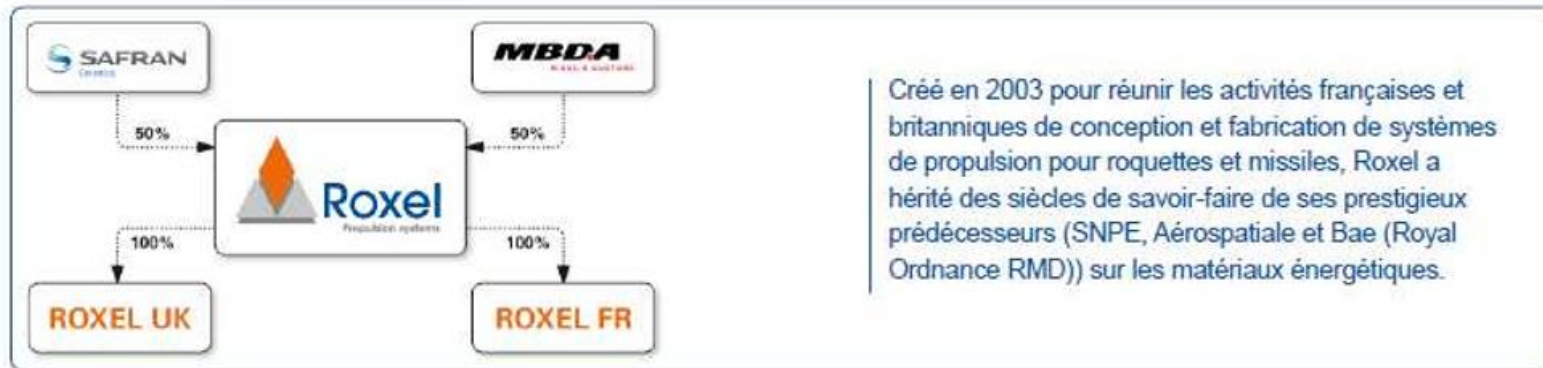 SAFRAN
Ceramics
MBDA
MISSILE SYSTEMS
50%
50%
Roxel
Propulsion systems
100%
100%
ROXEL UK
ROXEL FR
Créé en 2003 pour réunir les activités françaises et
britanniques de conception et fabrication de systèmes
de propulsion pour roquettes et missiles, Roxel a
hérité des siècles de savoir-faire de ses prestigieux
prédécesseurs (SNPE, Aérospatiale et Bae (Royal
Ordnance RMD)) sur les matériaux énergétiques.